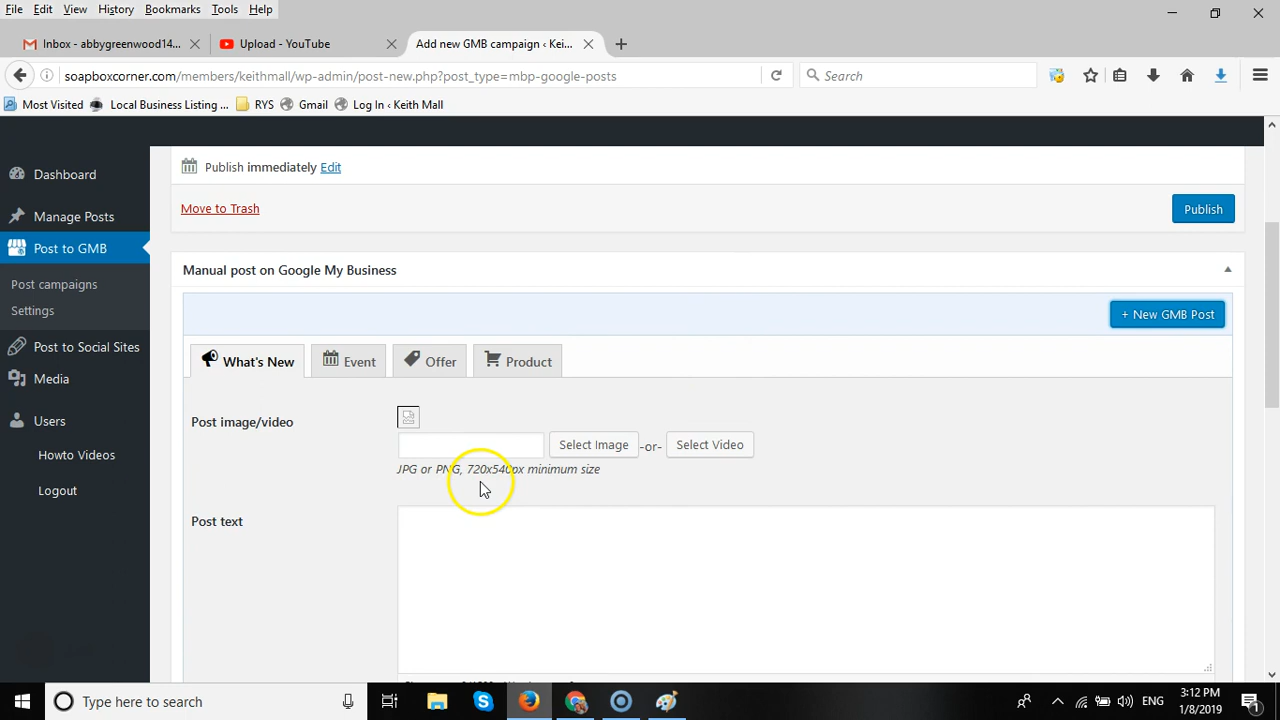 File Edit View History Bookmarks Tools Help
Inbox - abbygreenwood14... Upload - YouTube Add new GMB campaign ‹ Kei...
soapboxcorner.com/members/keithmall/wp-admin/post-new.php?post_type=mbp-google-posts Search
Most Visited Local Business Listing ... RYS Gmail Log In ‹ Keith Mall
Dashboard
Manage Posts
Post to GMB
Post campaigns
Settings
Post to Social Sites
Media
Users
Howto Videos
Logout
Publish immediately Edit
Move to Trash Publish
Manual post on Google My Business
+ New GMB Post
What's New Event Offer Product
Post image/video
Select Image -or- Select Video
JPG or PNG, 720x540px minimum size
Post text
Type here to search
ENG
3:12 PM
1/8/2019
1